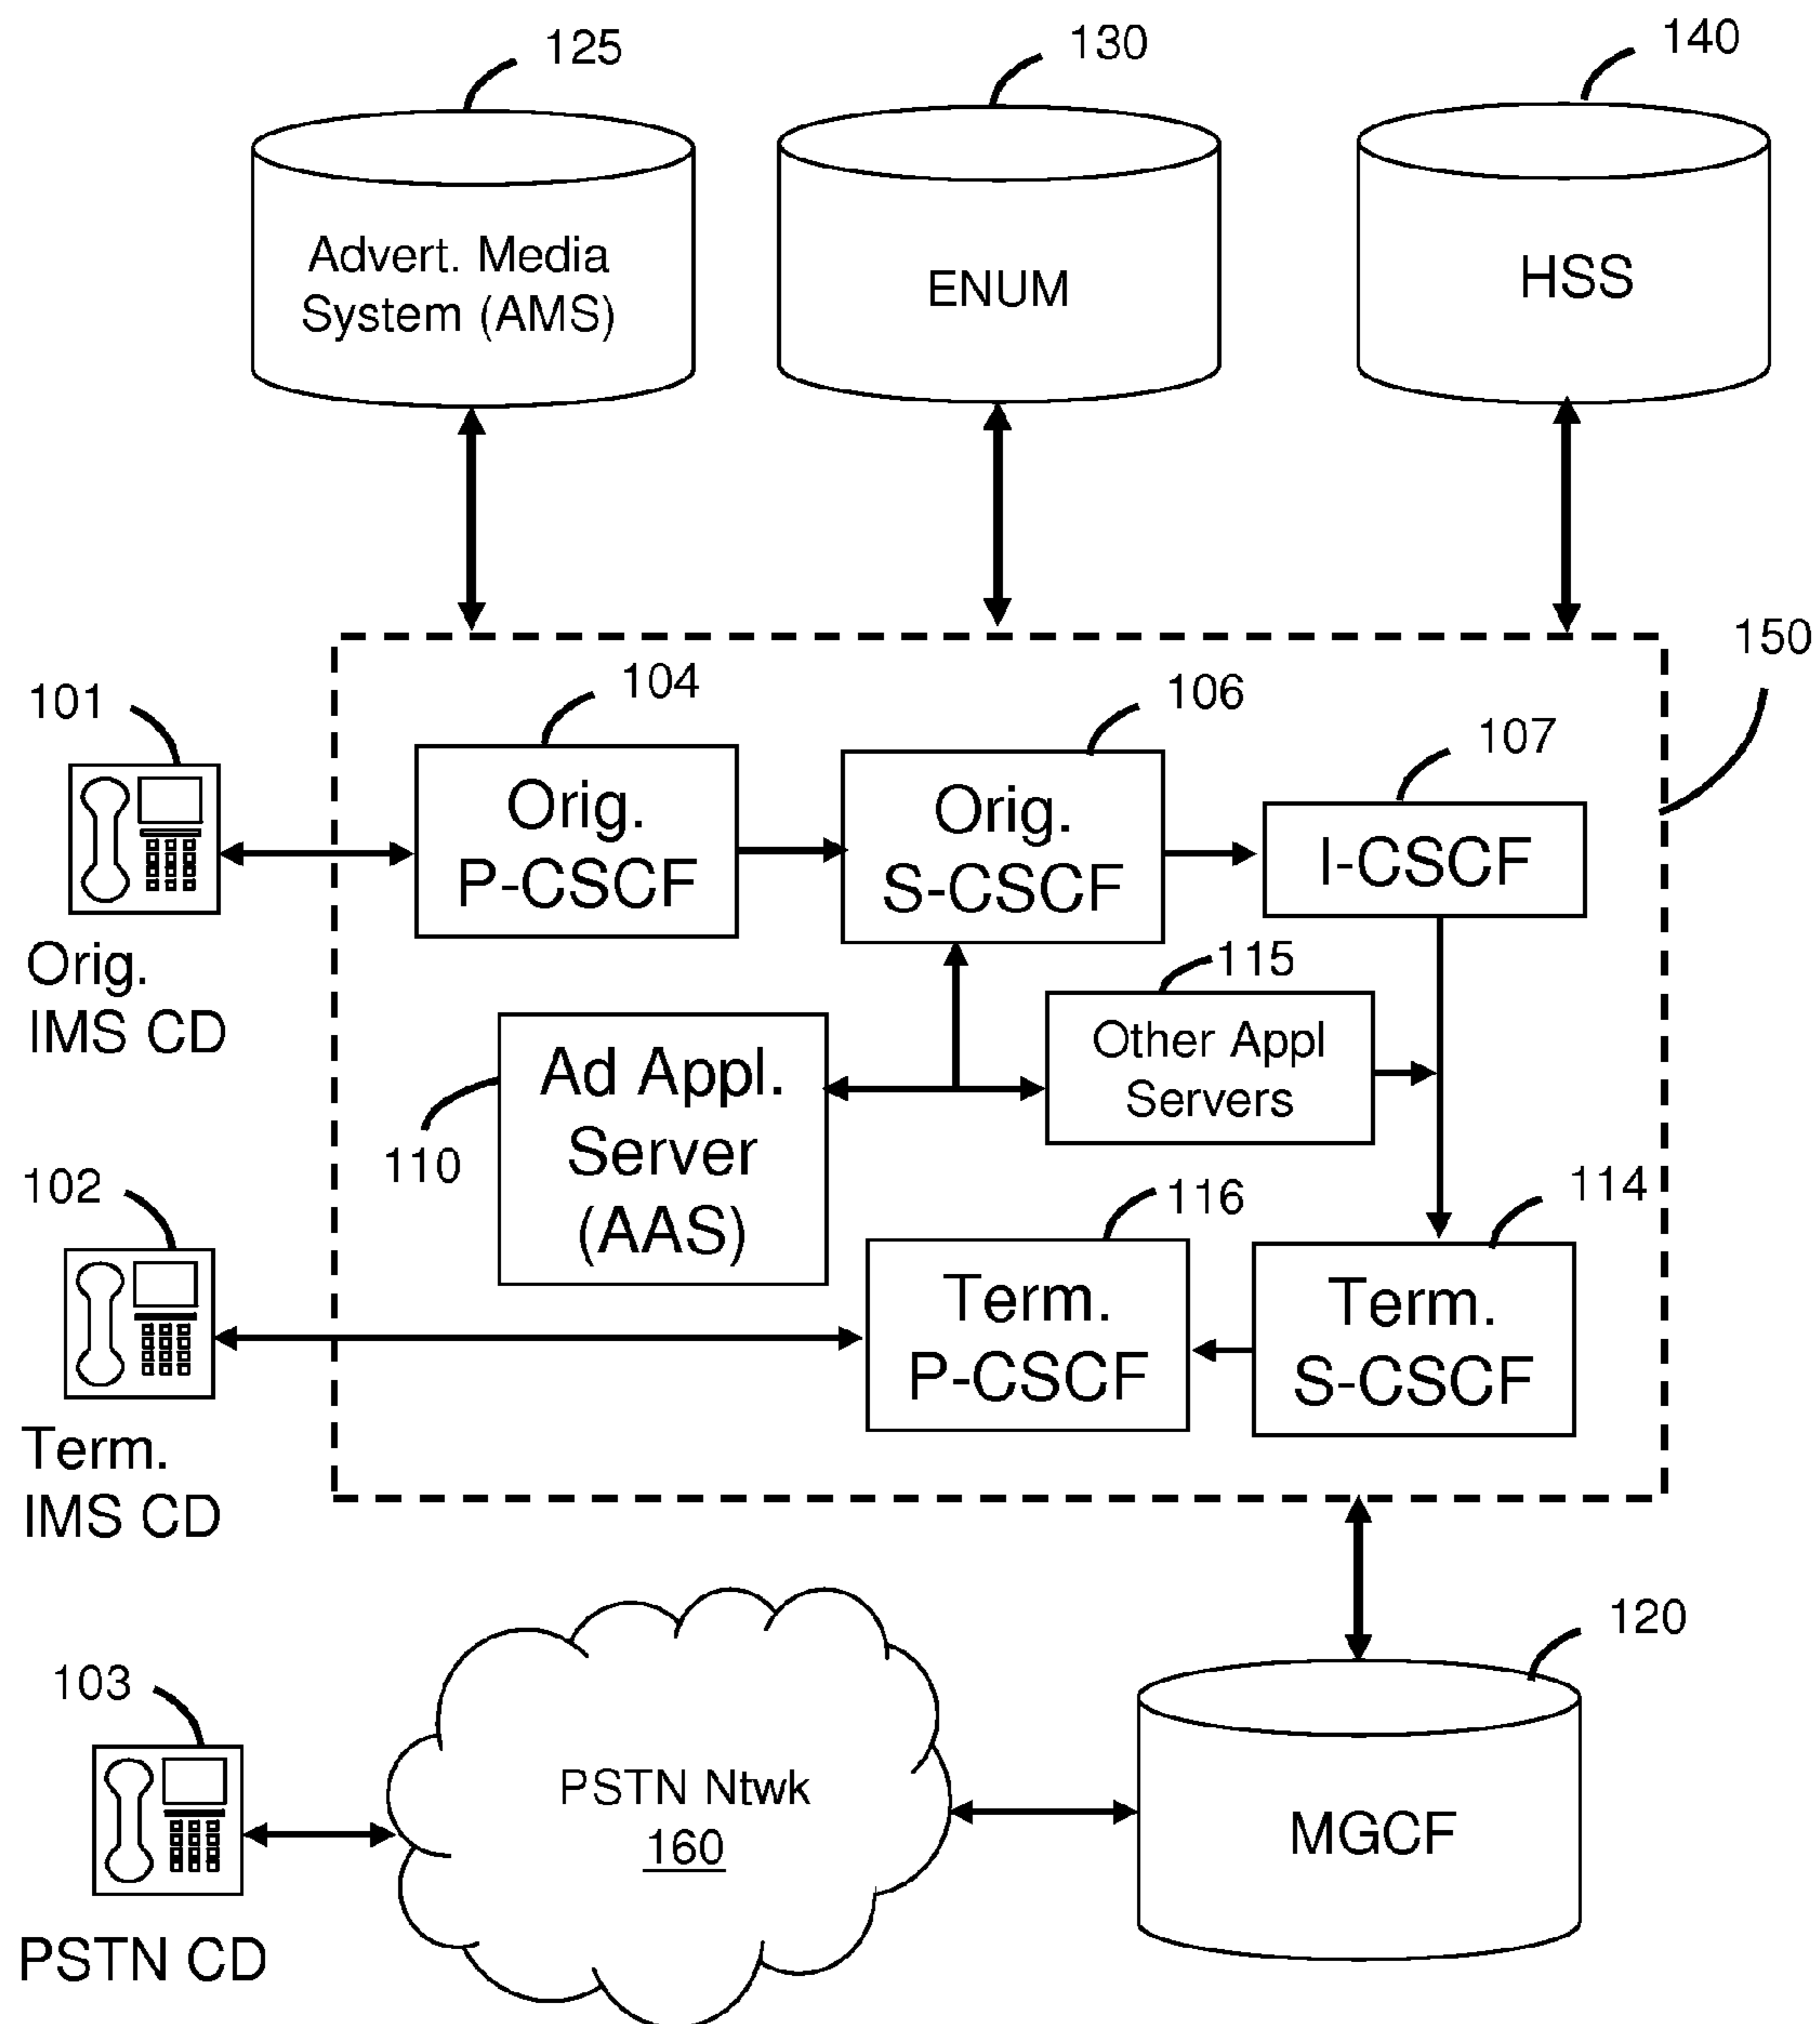 125
130
140
Advert. Media
System (AMS)
ENUM
HSS
150
101
104
106
107
Orig.
P-CSCF
Orig.
S-CSCF
I-CSCF
Orig.
IMS CD
115
Other Appl
Servers
Ad Appl.
Server
(AAS)
110
102
116
114
Term.
P-CSCF
Term.
S-CSCF
Term.
IMS CD
120
103
PSTN Ntwk
160
MGCF
PSTN CD